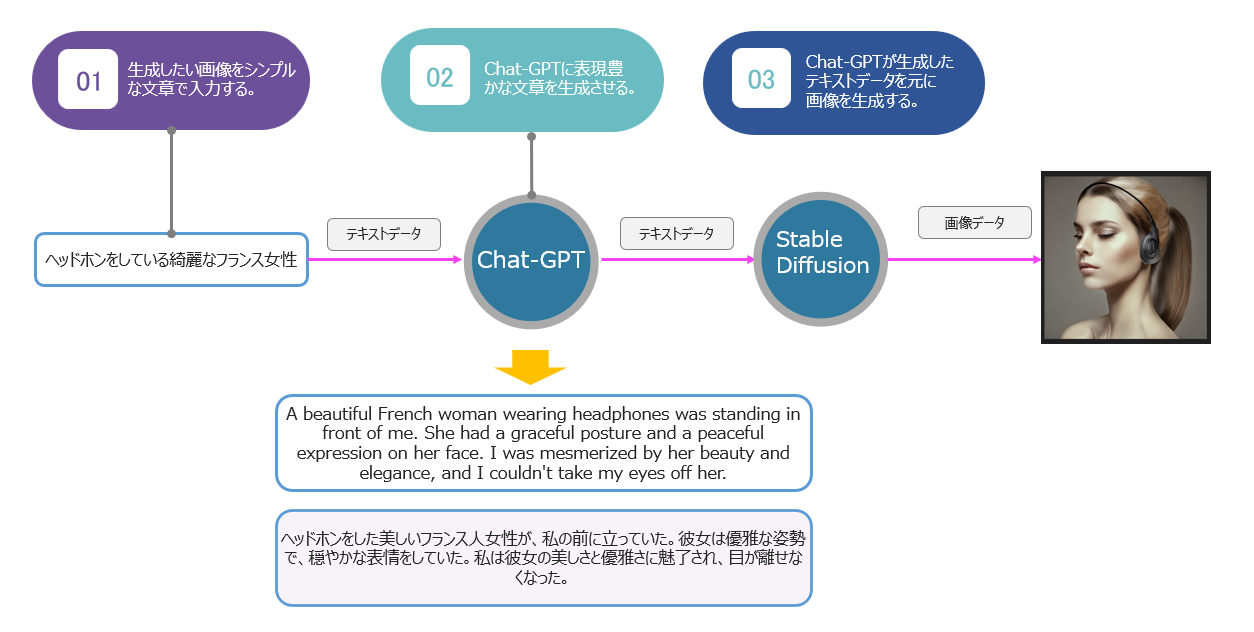 01
生成したい画像をシンプル
な文章で入力する。
02
Chat-GPTに表現豊
かな文章を生成させる。
03
Chat-GPTが生成した
テキストデータを元に
画像を生成する。
ヘッドホンをしている綺麗なフランス女性
テキストデータ
Chat-GPT
テキストデータ
Stable
Diffusion
画像データ
A beautiful French woman wearing headphones was standing in
front of me. She had a graceful posture and a peaceful
expression on her face. I was mesmerized by her beauty and
elegance, and I couldn't take my eyes off her.
ヘッドホンをした美しいフランス人女性が、私の前に立っていた。彼女は優雅な姿勢
で、穏やかな表情をしていた。私は彼女の美しさと優雅さに魅了され、目が離せな
くなった。